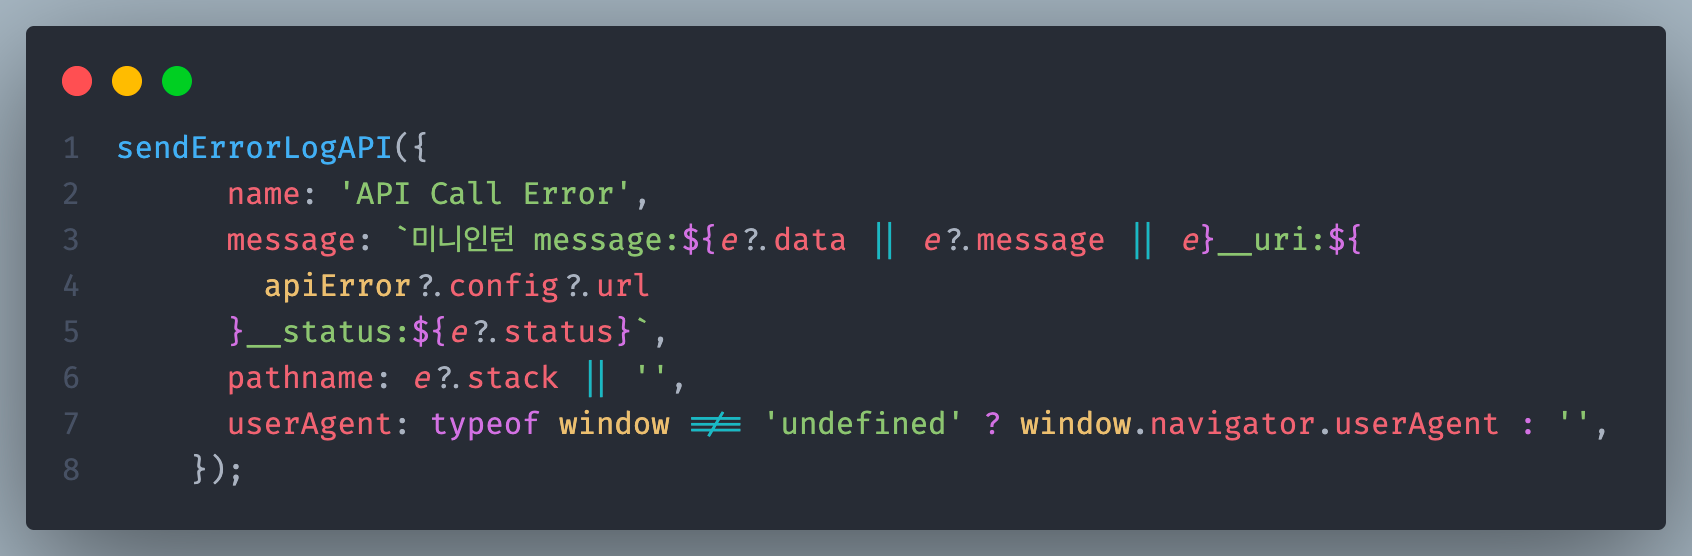 1 sendErrorLogAPI({
2 name: 'API Call Error',
3 message: `미니인턴 message:${e?.data || e?.message || e}__uri:${
4 apiError?.config?.url
5 }__status:${e?.status}`,
6 pathname: e?.stack || '',
7 userAgent: typeof window !== 'undefined' ? window.navigator.userAgent : '',
8 });